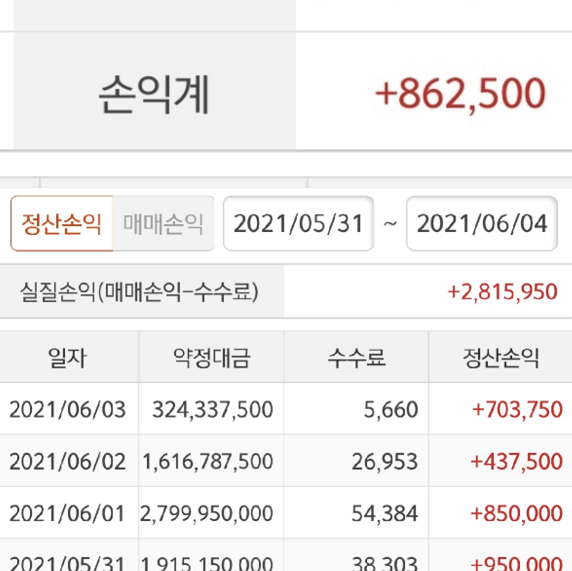 손익계 +862,500
정산손익 매매손익 2021/05/31 ~ 2021/06/04
실질손익(매매손익-수수료) +2,815,950
일자 약정대금 수수료 정산손익
2021/06/03 324,337,500 5,660 +703,750
2021/06/02 1,616,787,500 26,953 +437,500
2021/06/01 2,799,950,000 54,384 +850,000
2021/05/31 1,915,150,000 38,303 +950,000